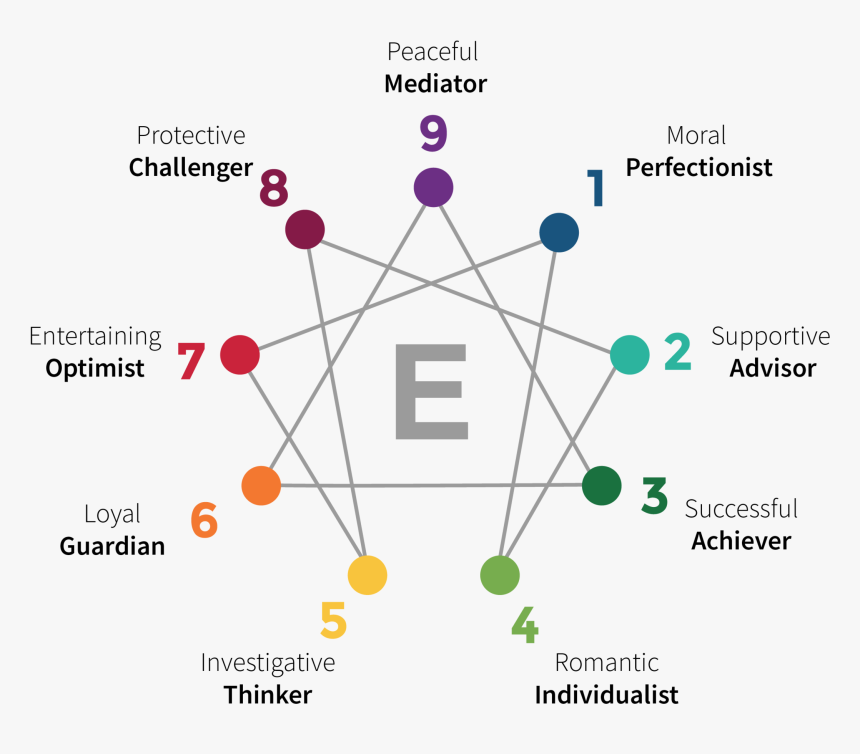 Peaceful
Mediator
9
Protective
Challenger
8
Moral
Perfectionist
1
Entertaining
Optimist
7
Supportive
Advisor
2
E
Loyal
Guardian
6
Successful
Achiever
3
Investigative
Thinker
5
Romantic
Individualist
4